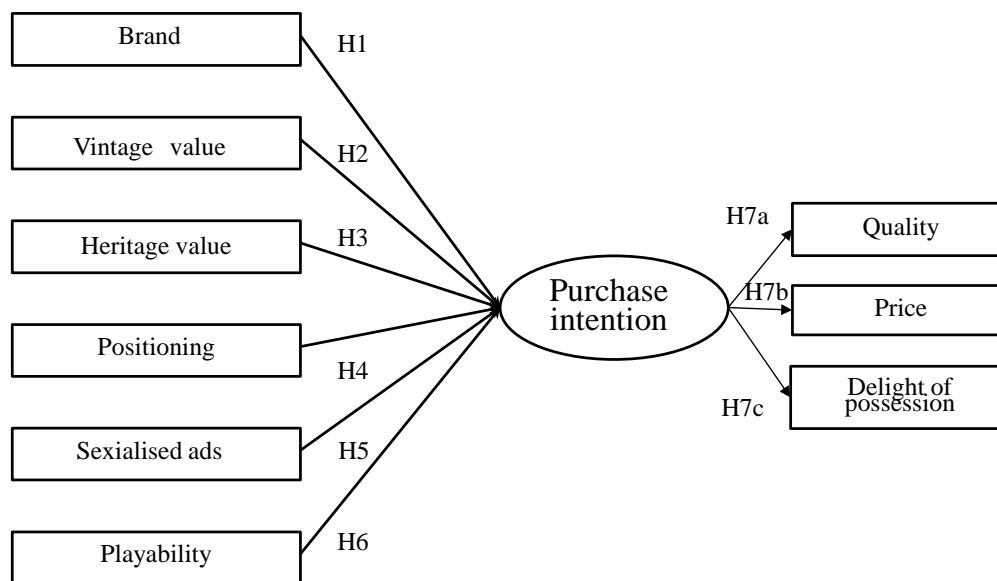 Brand
H1
Vintage value
H2
Heritage value
H3
Positioning
H4
Sexialised ads
H5
Playability
H6
Purchase
intention
H7a
Quality
H7b
Price
H7c
Delight of
possession